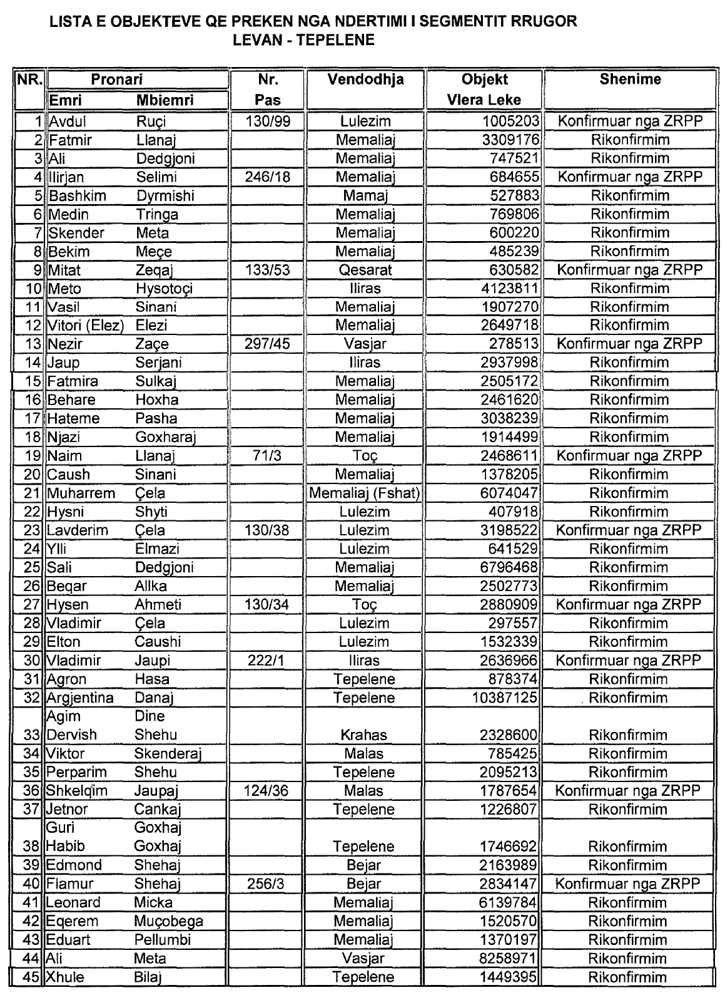 LISTA E OBJEKTEVE QE PREKEN NGA NDERTIMI I SEGMENTIT RRUGOR
LEVAN - TEPELENE
NR. Pronari Nr. Vendodhja Objekt Shenime
Emri Mbiemri Pas Vlera Leke
1 Avdul Ruçi 130/99 Lulezim 1005203 Konfirmuar nga ZRPP
2 Fatmir Llanaj Memaliaj 3309176 Rikonfirmim
3 Ali Dedgjoni Memaliaj 747521 Rikonfirmim
4 Ilirjan Selimi 246/18 Memaliaj 684655 Konfirmuar nga ZRPP
5 Bashkim Dyrmishi Mamaj 527883 Rikonfirmim
6 Medin Tringa Memaliaj 769806 Rikonfirmim
7 Skender Meta Memaliaj 600220 Rikonfirmim
8 Bekim Meçe Memaliaj 485239 Rikonfirmim
9 Mitat Zeqaj 133/53 Qesarat 630582 Konfirmuar nga ZRPP
10 Meto Hysotoçi Iliras 4123811 Rikonfirmim
11 Vasil Sinani Memaliaj 1907270 Rikonfirmim
12 Vitori (Elez) Elezi Memaliaj 2649718 Rikonfirmim
13 Nezir Zaçe 297/45 Vasjar 278513 Konfirmuar nga ZRPP
14 Jaup Serjani Iliras 2937998 Rikonfirmim
15 Fatmira Sulkaj Memaliaj 2505172 Rikonfirmim
16 Behare Hoxha Memaliaj 2461620 Rikonfirmim
17 Hateme Pasha Memaliaj 3038239 Rikonfirmim
18 Njazi Goxharaj Memaliaj 1914499 Rikonfirmim
19 Naim Llanaj 71/3 Toç 2468611 Konfirmuar nga ZRPP
20 Caush Sinani Memaliaj 1378205 Rikonfirmim
21 Muharrem Çela Memaliaj (Fshat) 6074047 Rikonfirmim
22 Hysni Shyti Lulezim 407918 Rikonfirmim
23 Lavderim Çela 130/38 Lulezim 3198522 Konfirmuar nga ZRPP
24 Ylli Elmazi Lulezim 641529 Rikonfirmim
25 Sali Dedgjoni Memaliaj 6796468 Rikonfirmim
26 Beqar Allka Memaliaj 2502773 Rikonfirmim
27 Hysen Ahmeti 130/34 Toç 2880909 Konfirmuar nga ZRPP
28 Vladimir Çela Lulezim 297557 Rikonfirmim
29 Elton Caushi Lulezim 1532339 Rikonfirmim
30 Vladimir Jaupi 222/1 Iliras 2636966 Konfirmuar nga ZRPP
31 Agron Hasa Tepelene 878374 Rikonfirmim
32 Argjentina Danaj Tepelene 10387125 Rikonfirmim
Agim Dine
33 Dervish Shehu Krahas 2328600 Rikonfirmim
34 Viktor Skenderaj Malas 785425 Rikonfirmim
35 Perparim Shehu Tepelene 2095213 Rikonfirmim
36 Shkelqim Jaupaj 124/36 Malas 1787654 Konfirmuar nga ZRPP
37 Jetnor Cankaj Tepelene 1226807 Rikonfirmim
Guri Goxhaj
38 Habib Goxhaj Tepelene 1746692 Rikonfirmim
39 Edmond Shehaj Bejar 2163989 Rikonfirmim
40 Flamur Shehaj 256/3 Bejar 2834147 Konfirmuar nga ZRPP
41 Leonard Micka Memaliaj 6139784 Rikonfirmim
42 Eqerem Muçobega Memaliaj 1520570 Rikonfirmim
43 Eduart Pellumbi Memaliaj 1370197 Rikonfirmim
44 Ali Meta Vasjar 8258971 Rikonfirmim
45 Xhule Bilaj Tepelene 1449395 Rikonfirmim